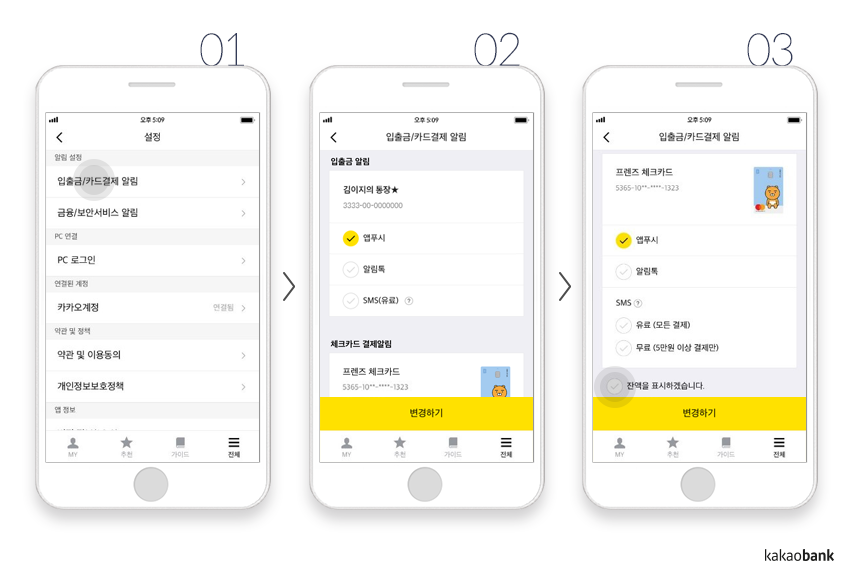 01
오후 5:09
설정
알림 설정
입출금/카드결제 알림
금융/보안서비스 알림
PC 연결
PC 로그인
연결된 계정
카카오계정 연결됨
약관 및 정책
약관 및 이용동의
개인정보보호정책
앱 정보
MY 추천 가이드 전체
02
오후 5:09
입출금/카드결제 알림
입출금 알림
김이지의 통장★
3333-00-0000000
앱푸시
알림톡
SMS(유료) ?
체크카드 결제알림
프렌즈 체크카드
5365-10**-****-1323
변경하기
MY 추천 가이드 전체
03
오후 5:09
입출금/카드결제 알림
프렌즈 체크카드
5365-10**-****-1323
앱푸시
알림톡
SMS ?
유료 (모든 결제)
무료 (5만원 이상 결제만)
잔액을 표시하겠습니다.
변경하기
MY 추천 가이드 전체
kakaobank